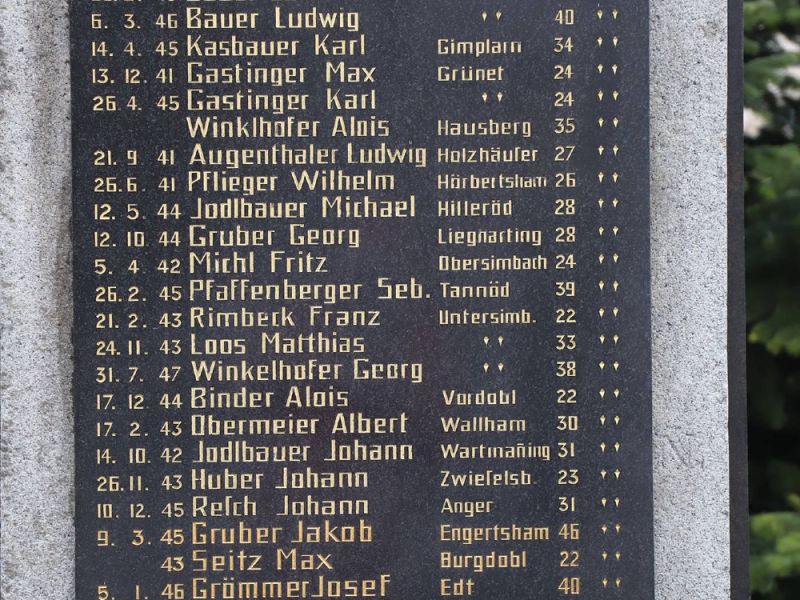 6. 3. 46 Bauer Ludwig " 40 "
14. 4. 45 Kasbauer Karl Gimplarn 34 "
13. 12. 41 Gastinger Max Grünet 24 "
26. 4. 45 Gastinger Karl " 24 "
Winklhofer Alois Hausberg 35 "
21. 9. 41 Augenthaler Ludwig Holzhäuſer 27 "
26. 6. 41 Pflieger Wilhelm Hörbertsham 26 "
12. 5. 44 Jodlbauer Michael Hilleröd 28 "
12. 10. 44 Gruber Georg Liegharting 28 "
5. 4. 42 Michl Fritz Obersimbach 24 "
26. 2. 45 Pfaffenberger Seb. Tannöd 39 "
21. 2. 43 Rimbeck Franz Untersimb. 22 "
24. 11. 43 Loos Matthias " 33 "
31. 7. 47 Winkelhofer Georg " 38 "
17. 12. 44 Binder Alois Vordobl 22 "
17. 2. 43 Obermeier Albert Wallham 30 "
14. 10. 42 Jodlbauer Johann Wartmañing 31 "
26. 11. 43 Huber Johann Zwieſelsb. 23 "
10. 12. 45 Reſch Johann Anger 31 "
9. 3. 45 Gruber Jakob Engertsham 46 "
43 Seitz Max Burgdobl 22 "
5. 1. 46 Grömmer Josef Edt 40 "